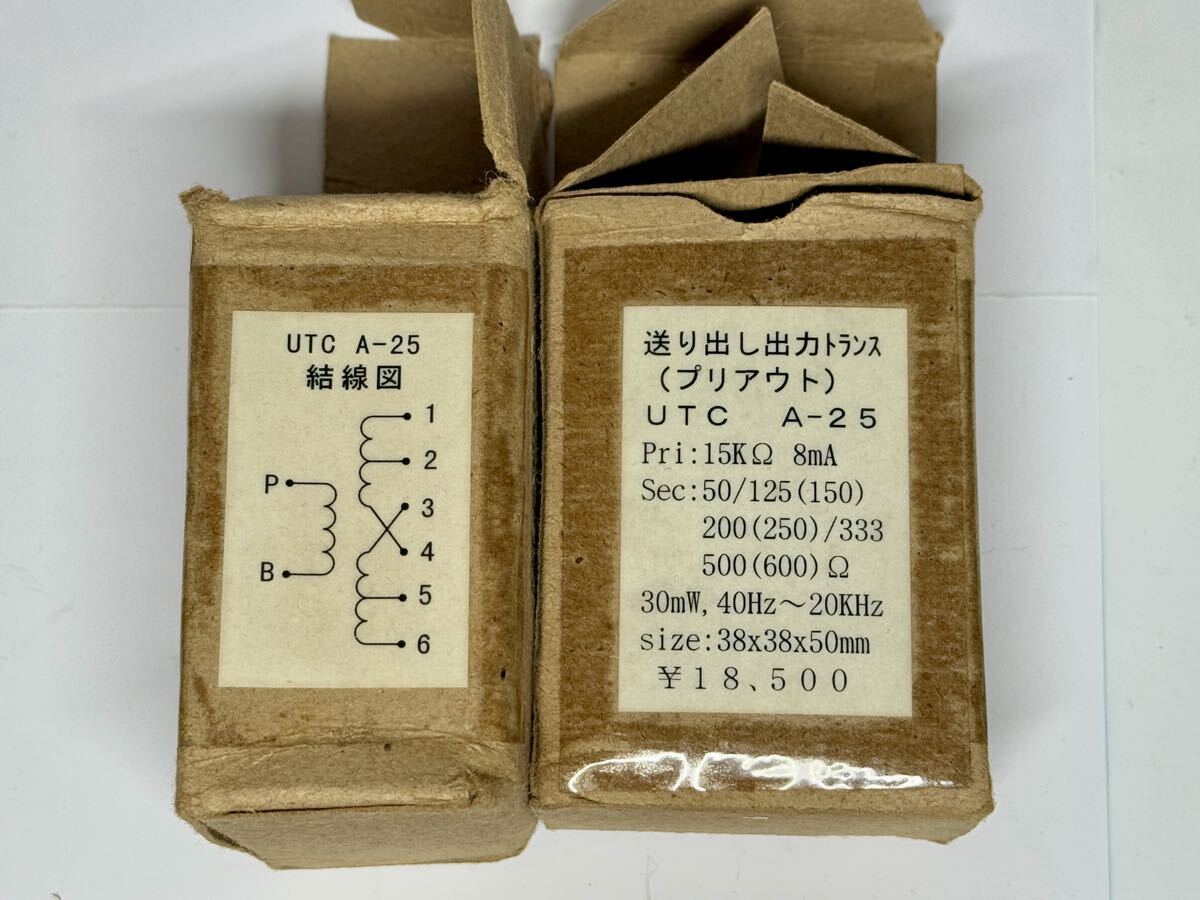 UTC A-25
結線図
1
2
P
3
4
B
5
6
送り出し出力トランス
(プリアウト)
UTC A-25
Pri:15KΩ 8mA
Sec:50/125(150)
200(250)/333
500(600)Ω
30mW,40Hz～20KHz
size:38x38x50mm
¥18,500